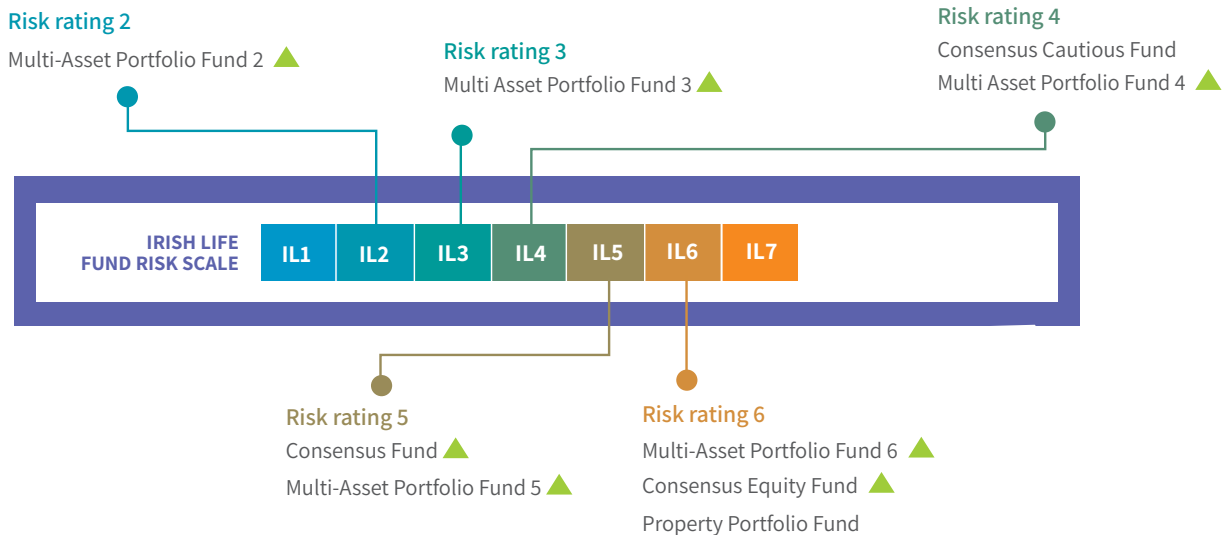 Risk rating 2
Multi-Asset Portfolio Fund 2
Risk rating 3
Multi Asset Portfolio Fund 3
Risk rating 4
Consensus Cautious Fund
Multi Asset Portfolio Fund 4
IRISH LIFE
FUND RISK SCALE
IL1 IL2 IL3 IL4 IL5 IL6 IL7
Risk rating 5
Consensus Fund
Multi-Asset Portfolio Fund 5
Risk rating 6
Multi-Asset Portfolio Fund 6
Consensus Equity Fund
Property Portfolio Fund